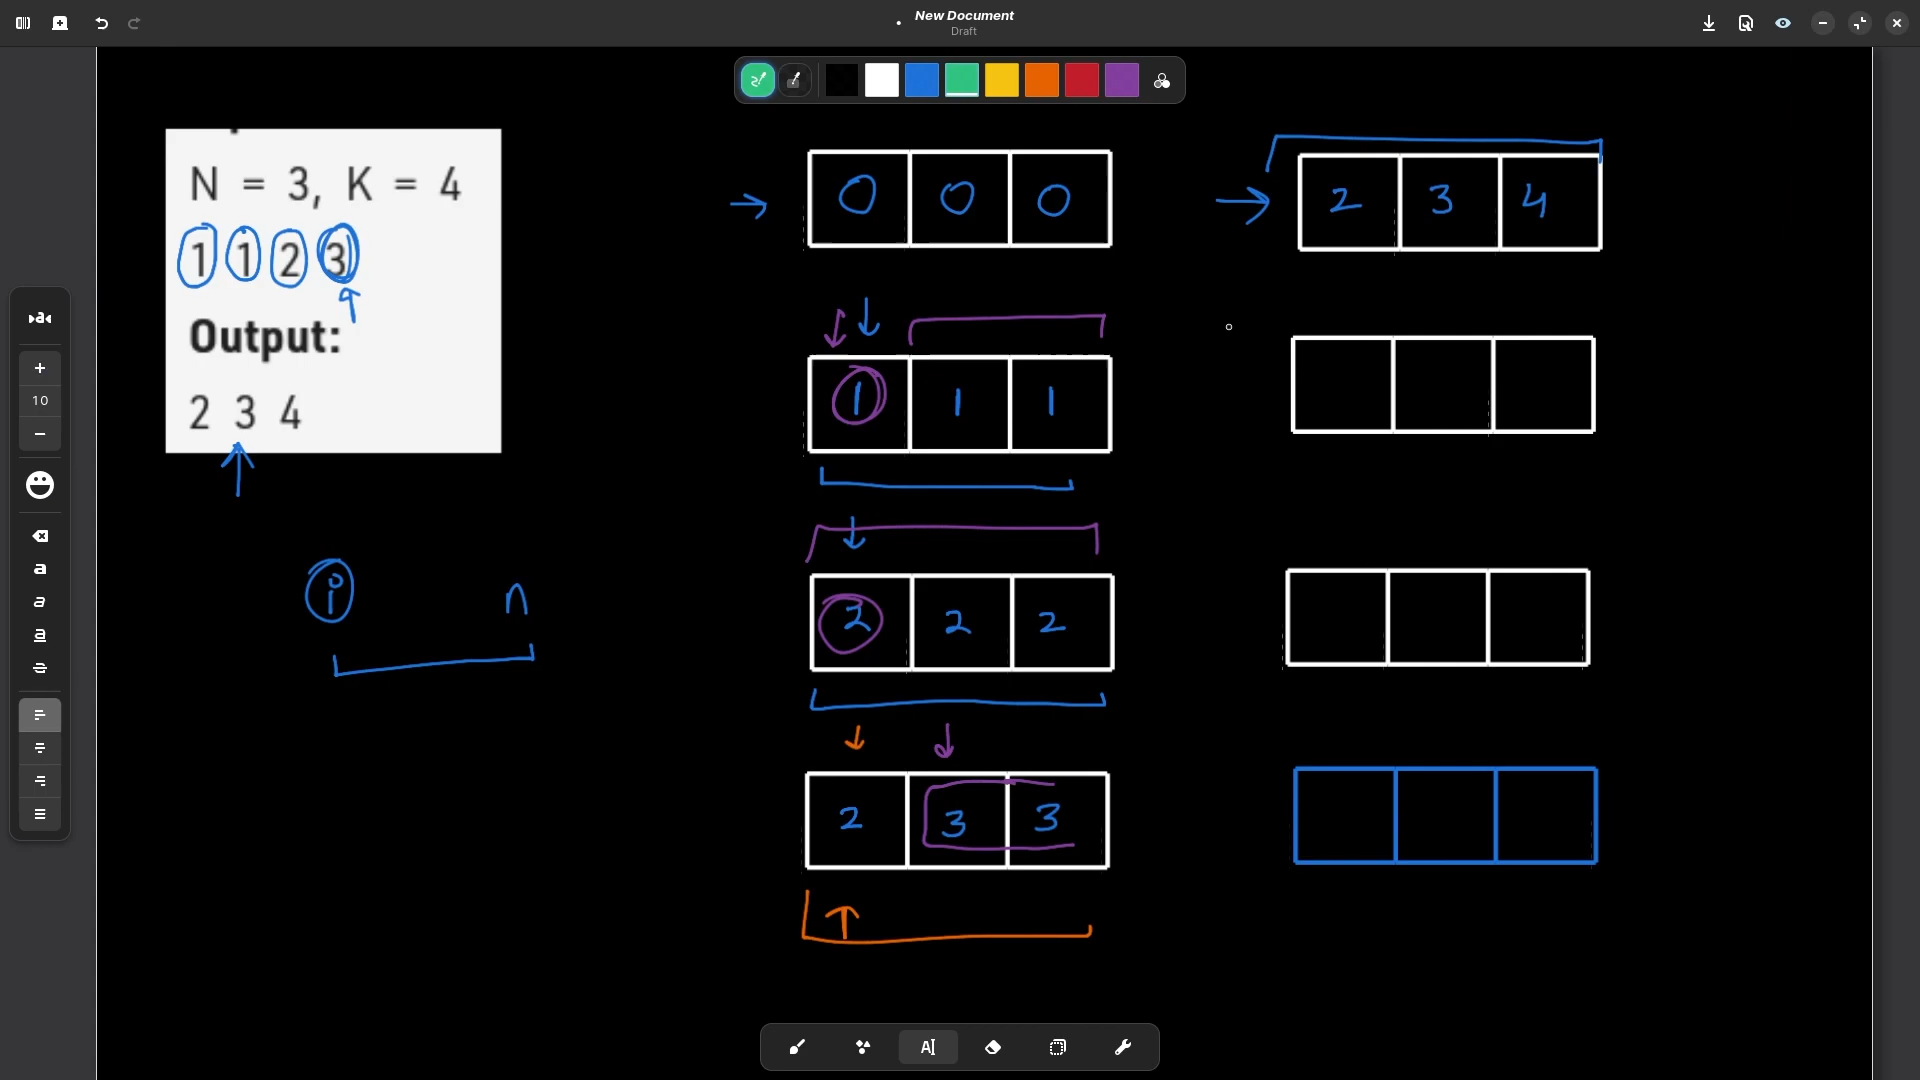 New Document
Draft
N = 3, K = 4
1 1 2 3
Output:
2 3 4
i n
0 0 0
1 1 1
2 2 2
2 3 3
2 3 4
10
a
a
a
a
a
A